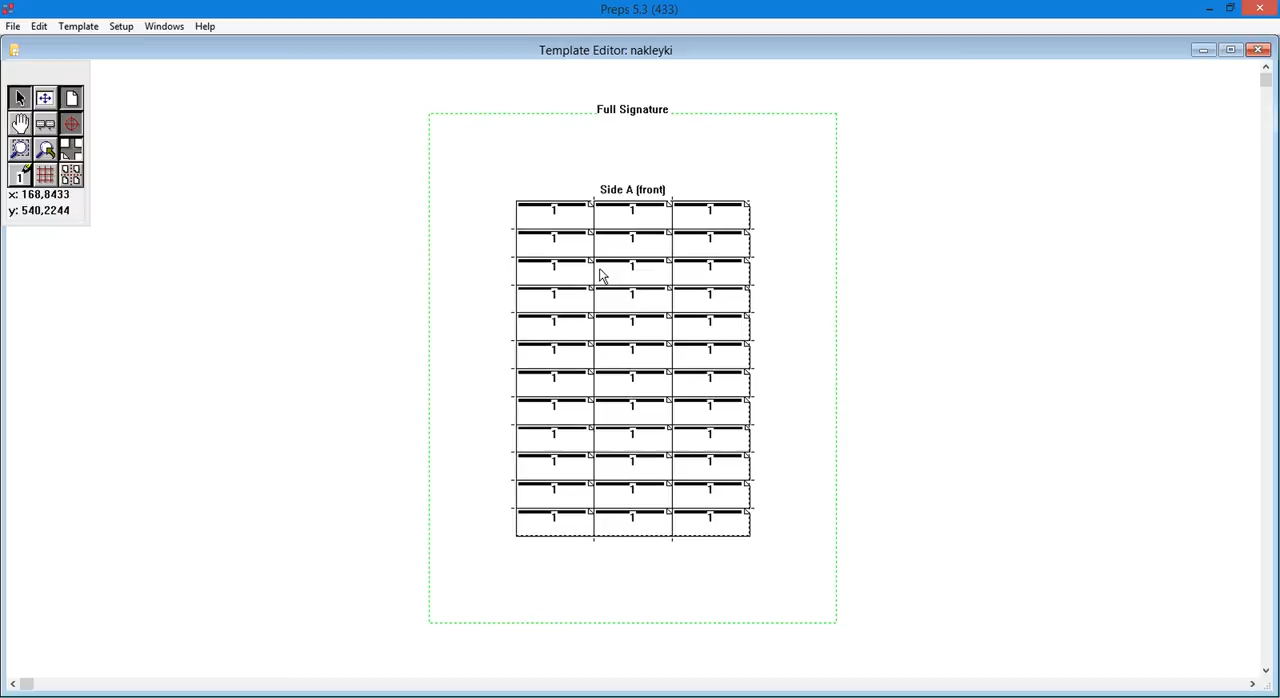 Preps 5.3 (433)
File Edit Template Setup Windows Help
Template Editor: nakleyki
1
x: 168,8433
y: 540,2244
Full Signature
Side A (front)
1 1 1
1 1 1
1 1 1
1 1 1
1 1 1
1 1 1
1 1 1
1 1 1
1 1 1
1 1 1
1 1 1
1 1 1